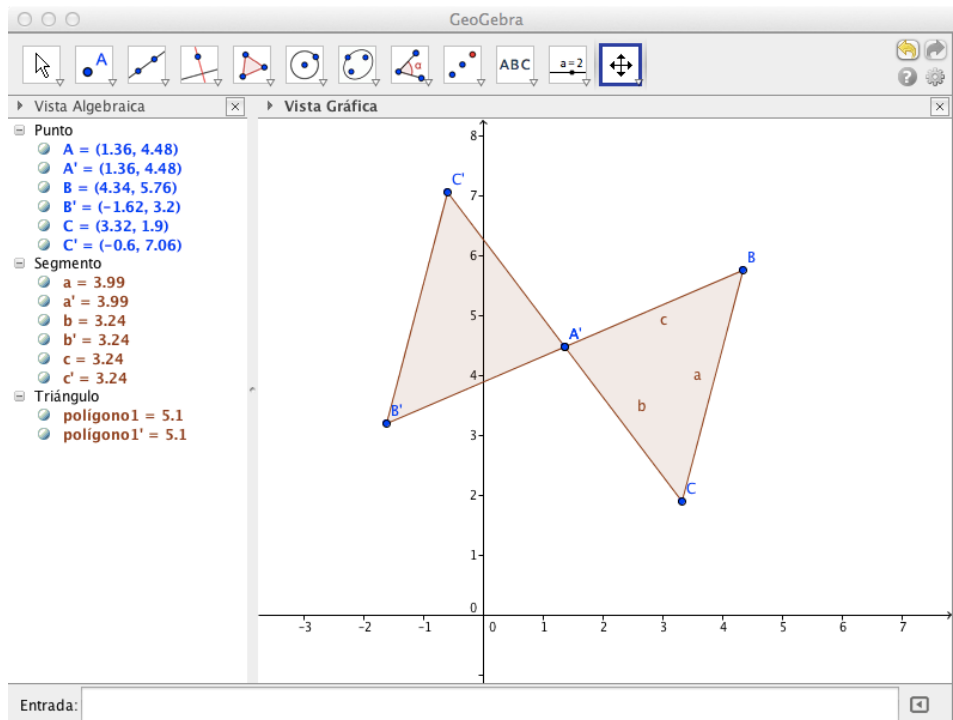 GeoGebra
A
α
ABC
a=2
Vista Algebraica
Punto
A = (1.36, 4.48)
A' = (1.36, 4.48)
B = (4.34, 5.76)
B' = (-1.62, 3.2)
C = (3.32, 1.9)
C' = (-0.6, 7.06)
Segmento
a = 3.99
a' = 3.99
b = 3.24
b' = 3.24
c = 3.24
c' = 3.24
Triángulo
polígono1 = 5.1
polígono1' = 5.1
Vista Gráfica
8
C'
7
6
B
5
c
A'
4
a
b
B'
3
2
C
1
0
-3 -2 -1 0 1 2 3 4 5 6 7
Entrada: